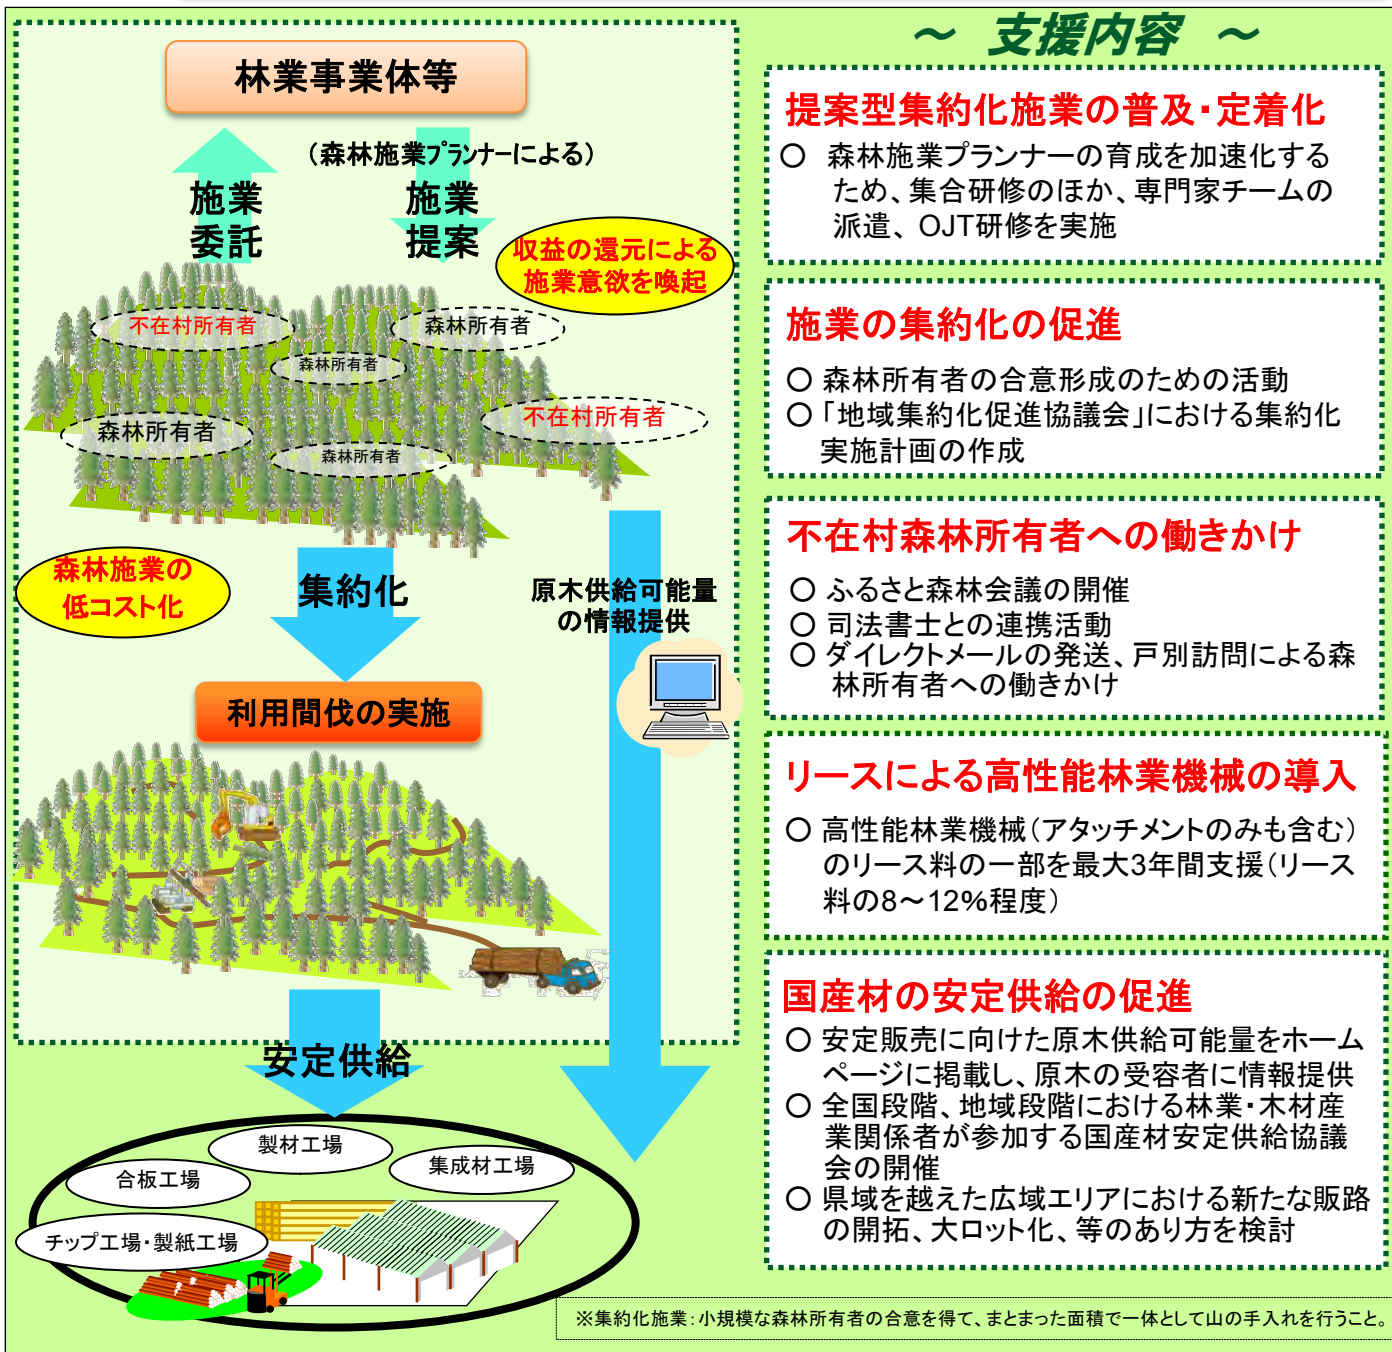 林業事業体等
（森林施業プランナーによる）
施業
委託
施業
提案
収益の還元による
施業意欲を喚起
不在村所有者
森林所有者
森林所有者
不在村所有者
森林所有者
森林所有者
森林施業の
低コスト化
集約化
原木供給可能量
の情報提供
利用間伐の実施
安定供給
製材工場
合板工場
集成材工場
チップ工場・製紙工場
～ 支援内容 ～
提案型集約化施業の普及・定着化
○ 森林施業プランナーの育成を加速化する
ため、集合研修のほか、専門家チームの
派遣、OJT研修を実施
施業の集約化の促進
○ 森林所有者の合意形成のための活動
○ 「地域集約化促進協議会」における集約化
実施計画の作成
不在村森林所有者への働きかけ
○ ふるさと森林会議の開催
○ 司法書士との連携活動
○ ダイレクトメールの発送、戸別訪問による森
林所有者への働きかけ
リースによる高性能林業機械の導入
○ 高性能林業機械（アタッチメントのみも含む）
のリース料の一部を最大3年間支援（リース
料の8～12%程度）
国産材の安定供給の促進
○ 安定販売に向けた原木供給可能量をホーム
ページに掲載し、原木の受容者に情報提供
○ 全国段階、地域段階における林業・木材産
業関係者が参加する国産材安定供給協議
会の開催
○ 県域を越えた広域エリアにおける新たな販路
の開拓、大ロット化、等のあり方を検討
※集約化施業：小規模な森林所有者の合意を得て、まとまった面積で一体として山の手入れを行うこと。